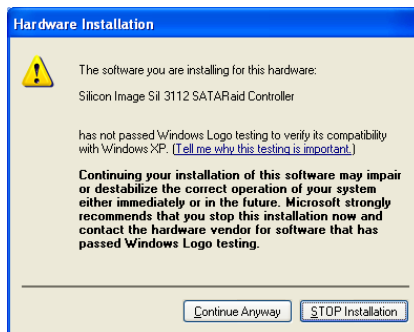 Hardware Installation
The software you are installing for this hardware:
Silicon Image SiI 3112 SATARaid Controller
has not passed Windows Logo testing to verify its compatibility
with Windows XP. (Tell me why this testing is important.)
Continuing your installation of this software may impair
or destabilize the correct operation of your system
either immediately or in the future. Microsoft strongly
recommends that you stop this installation now and
contact the hardware vendor for software that has
passed Windows Logo testing.
Continue Anyway STOP Installation